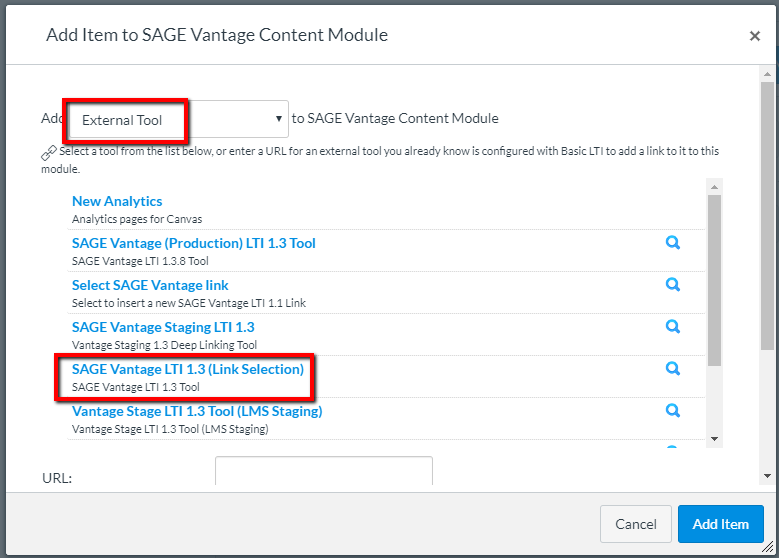 Add Item to SAGE Vantage Content Module
Add External Tool to SAGE Vantage Content Module
Select a tool from the list below, or enter a URL for an external tool you already know is configured with Basic LTI to add a link to it to this
module.
New Analytics
Analytics pages for Canvas
SAGE Vantage (Production) LTI 1.3 Tool
SAGE Vantage LTI 1.3.8 Tool
Select SAGE Vantage link
Select to insert a new SAGE Vantage LTI 1.1 Link
SAGE Vantage Staging LTI 1.3
Vantage Staging 1.3 Deep Linking Tool
SAGE Vantage LTI 1.3 (Link Selection)
SAGE Vantage LTI 1.3 Tool
Vantage Stage LTI 1.3 Tool (LMS Staging)
Vantage Stage LTI 1.3 Tool (LMS Staging)
URL:
Cancel Add Item